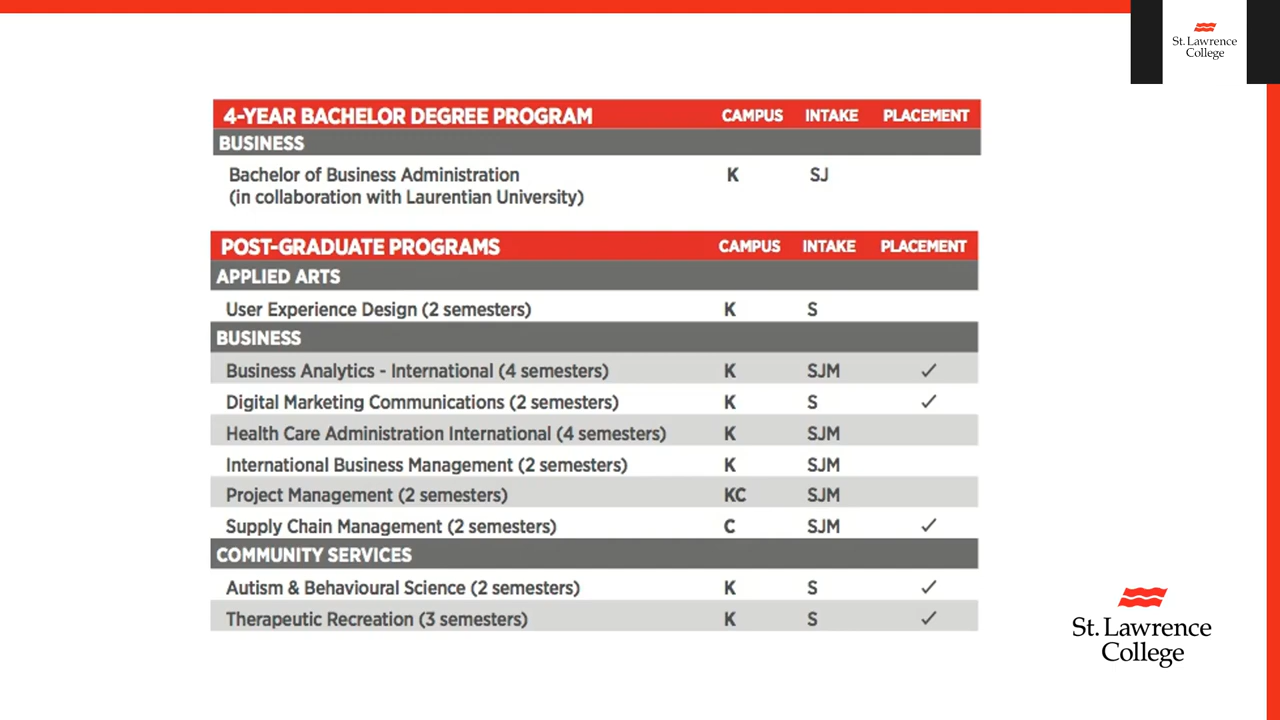 St. Lawrence
College
4-YEAR BACHELOR DEGREE PROGRAM CAMPUS INTAKE PLACEMENT
BUSINESS
Bachelor of Business Administration K SJ
(in collaboration with Laurentian University)
POST-GRADUATE PROGRAMS CAMPUS INTAKE PLACEMENT
APPLIED ARTS
User Experience Design (2 semesters) K S
BUSINESS
Business Analytics - International (4 semesters) K SJM ✓
Digital Marketing Communications (2 semesters) K S ✓
Health Care Administration International (4 semesters) K SJM
International Business Management (2 semesters) K SJM
Project Management (2 semesters) KC SJM
Supply Chain Management (2 semesters) C SJM ✓
COMMUNITY SERVICES
Autism & Behavioural Science (2 semesters) K S ✓
Therapeutic Recreation (3 semesters) K S ✓
St. Lawrence
College